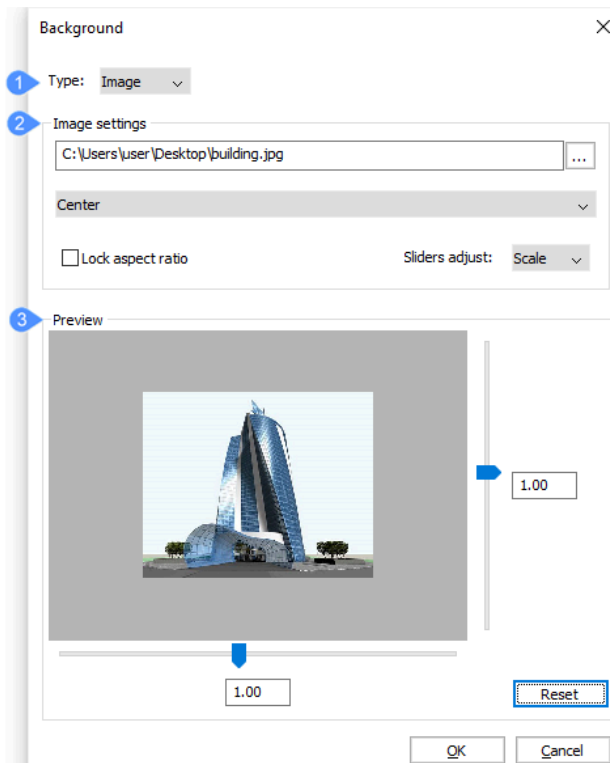 Background
1 Type: Image
2 Image settings
C:\Users\user\Desktop\building.jpg ...
Center
Lock aspect ratio Sliders adjust: Scale
3 Preview
1.00
1.00 Reset
OK Cancel